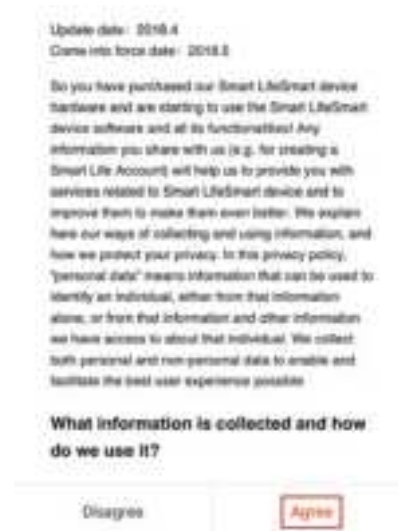 Update date: 2018.4
Come into force date: 2018.5
So you have purchased our Smart LifeSmart device
hardware and are starting to use the Smart LifeSmart
device software and all its functionalities! Any
information you share with us (e.g. for creating a
Smart Life Account) will help us to provide you with
services related to Smart LifeSmart device and to
improve them to make them even better. We explain
here our ways of collecting and using information, and
how we protect your privacy. In this privacy policy,
"personal data" means information that can be used to
identify an individual, either from that information
alone, or from that information and other information
we have access to about that individual. We collect
both personal and non-personal data to enable and
facilitate the best user experience possible
What information is collected and how
do we use it?
Disagree
Agree